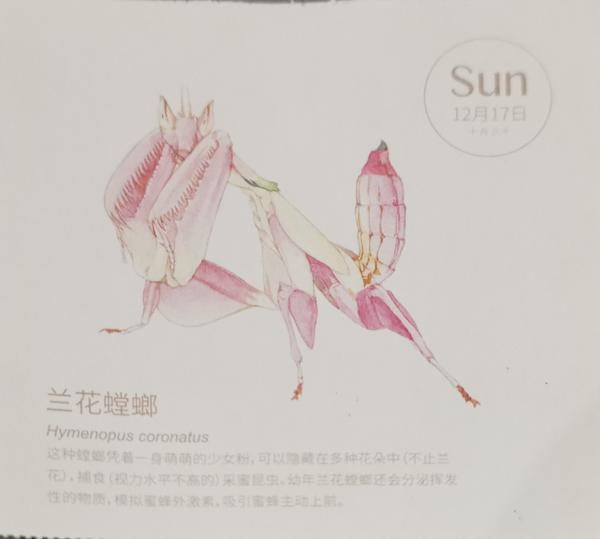 Sun
12月17日
兰花螳螂
Hymenopus coronatus
这种螳螂凭着一身萌萌的少女粉,可以隐藏在多种花朵中(不止兰
花),捕食(视力水平不高的)采蜜昆虫。幼年兰花螳螂还会分泌挥发
性的物质,模拟蜜蜂外激素,吸引蜜蜂主动上前。